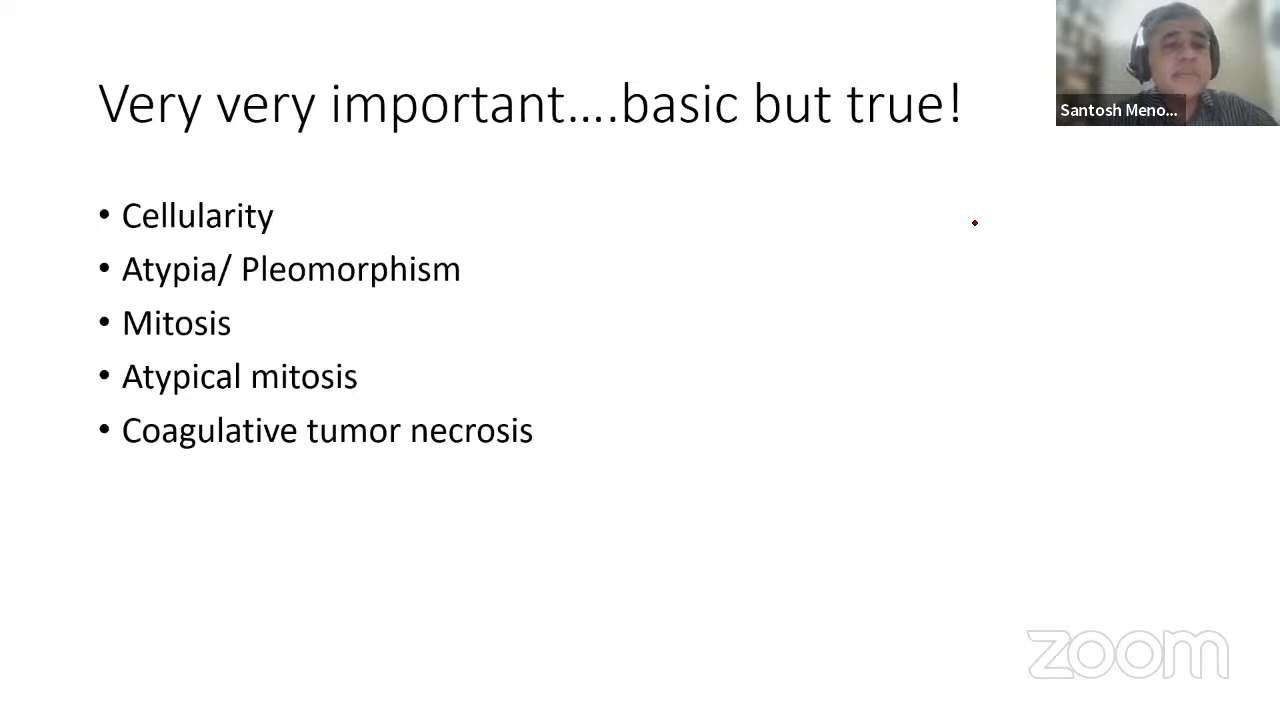 Very very important....basic but true!
Santosh Meno...
• Cellularity
• Atypia/ Pleomorphism
• Mitosis
• Atypical mitosis
• Coagulative tumor necrosis
zoom